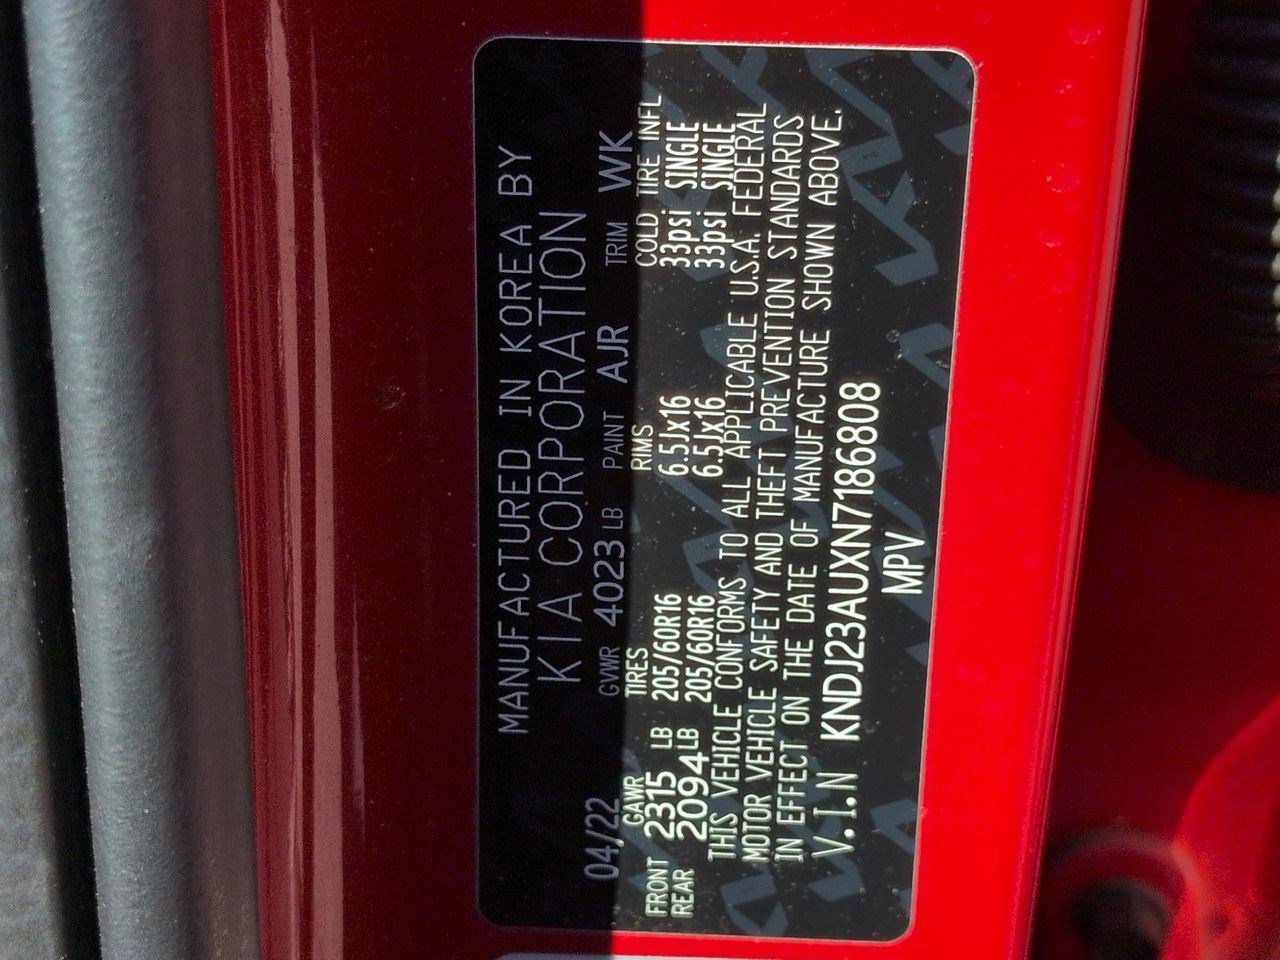 MANUFACTURED IN KOREA BY
KIA CORPORATION
04/22 GVWR 4023 LB PAINT AJR TRIM WK
GAWR TIRES RIMS COLD TIRE INFL
FRONT 2315 LB 205/60R16 6.5Jx16 33psi SINGLE
REAR 2094 LB 205/60R16 6.5Jx16 33psi SINGLE
THIS VEHICLE CONFORMS TO ALL APPLICABLE U.S.A. FEDERAL
MOTOR VEHICLE SAFETY AND THEFT PREVENTION STANDARDS
IN EFFECT ON THE DATE OF MANUFACTURE SHOWN ABOVE.
V.I.N KNDJ23AUXN7186808
MPV